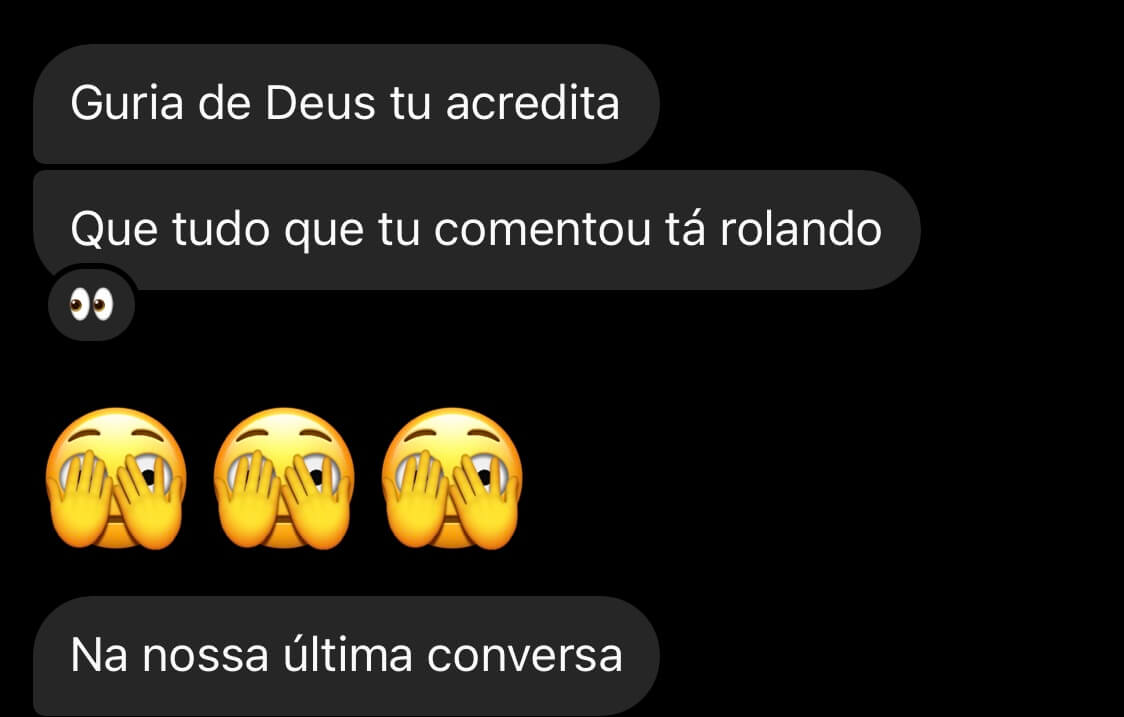 Guria de Deus tu acredita
Que tudo que tu comentou tá rolando
👀
🫣🫣🫣
Na nossa última conversa